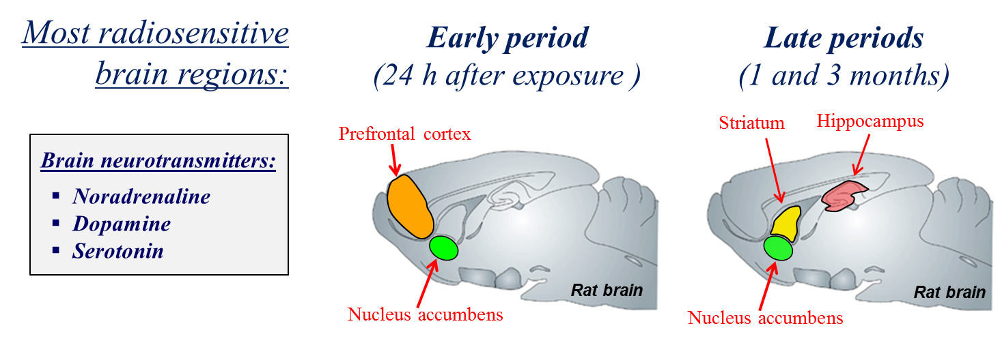 Most radiosensitive
brain regions:
Brain neurotransmitters:
▪ Noradrenaline
▪ Dopamine
▪ Serotonin
Early period
(24 h after exposure )
Prefrontal cortex
Nucleus accumbens
Rat brain
Late periods
(1 and 3 months)
Striatum
Hippocampus
Nucleus accumbens
Rat brain